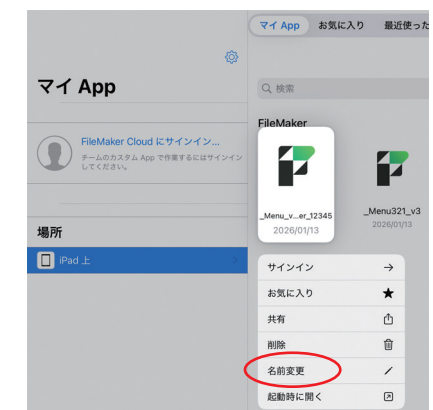 マイ App
お気に入り
最近使った
マイ App
検索
FileMaker Cloud にサインイン...
チームのカスタム App で作業するにはサインイン
してください。
FileMaker
_Menu_v...er_12345
2026/01/13
_Menu321_v3
2026/01/13
場所
iPad 上
サインイン
お気に入り
共有
削除
名前変更
起動時に開く